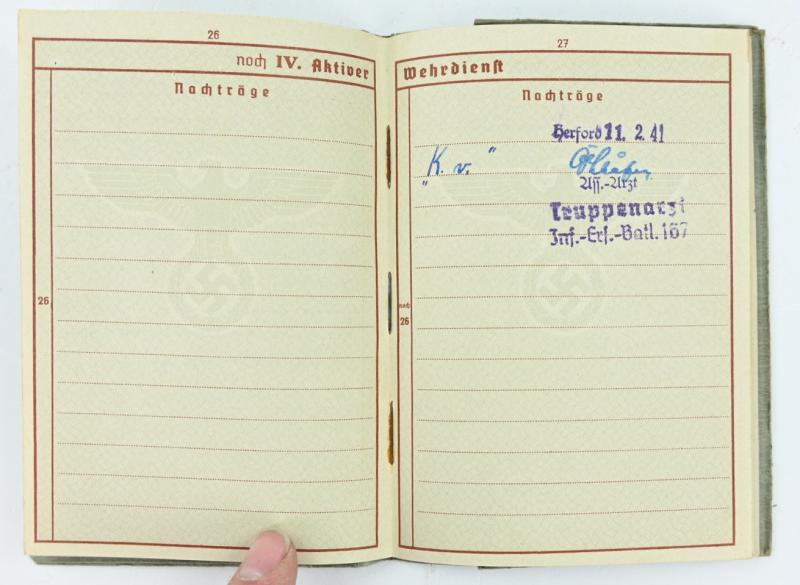 26
noch IV. Aktiver
Nachträge
26
27
Wehrdienst
Nachträge
Herford 11. 2. 41
"K. v."
Ass.-Arzt
Truppenarzt
Inf.-Ers.-Batl. 167
noch
26